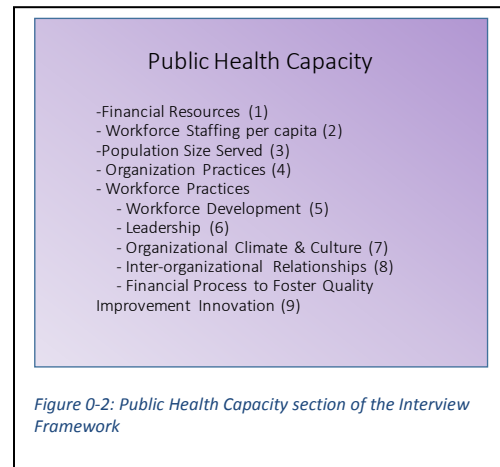 Public Health Capacity
-Financial Resources (1)
- Workforce Staffing per capita (2)
-Population Size Served (3)
- Organization Practices (4)
- Workforce Practices
- Workforce Development (5)
- Leadership (6)
- Organizational Climate & Culture (7)
- Inter-organizational Relationships (8)
- Financial Process to Foster Quality
Improvement Innovation (9)
Figure 0-2: Public Health Capacity section of the Interview
Framework